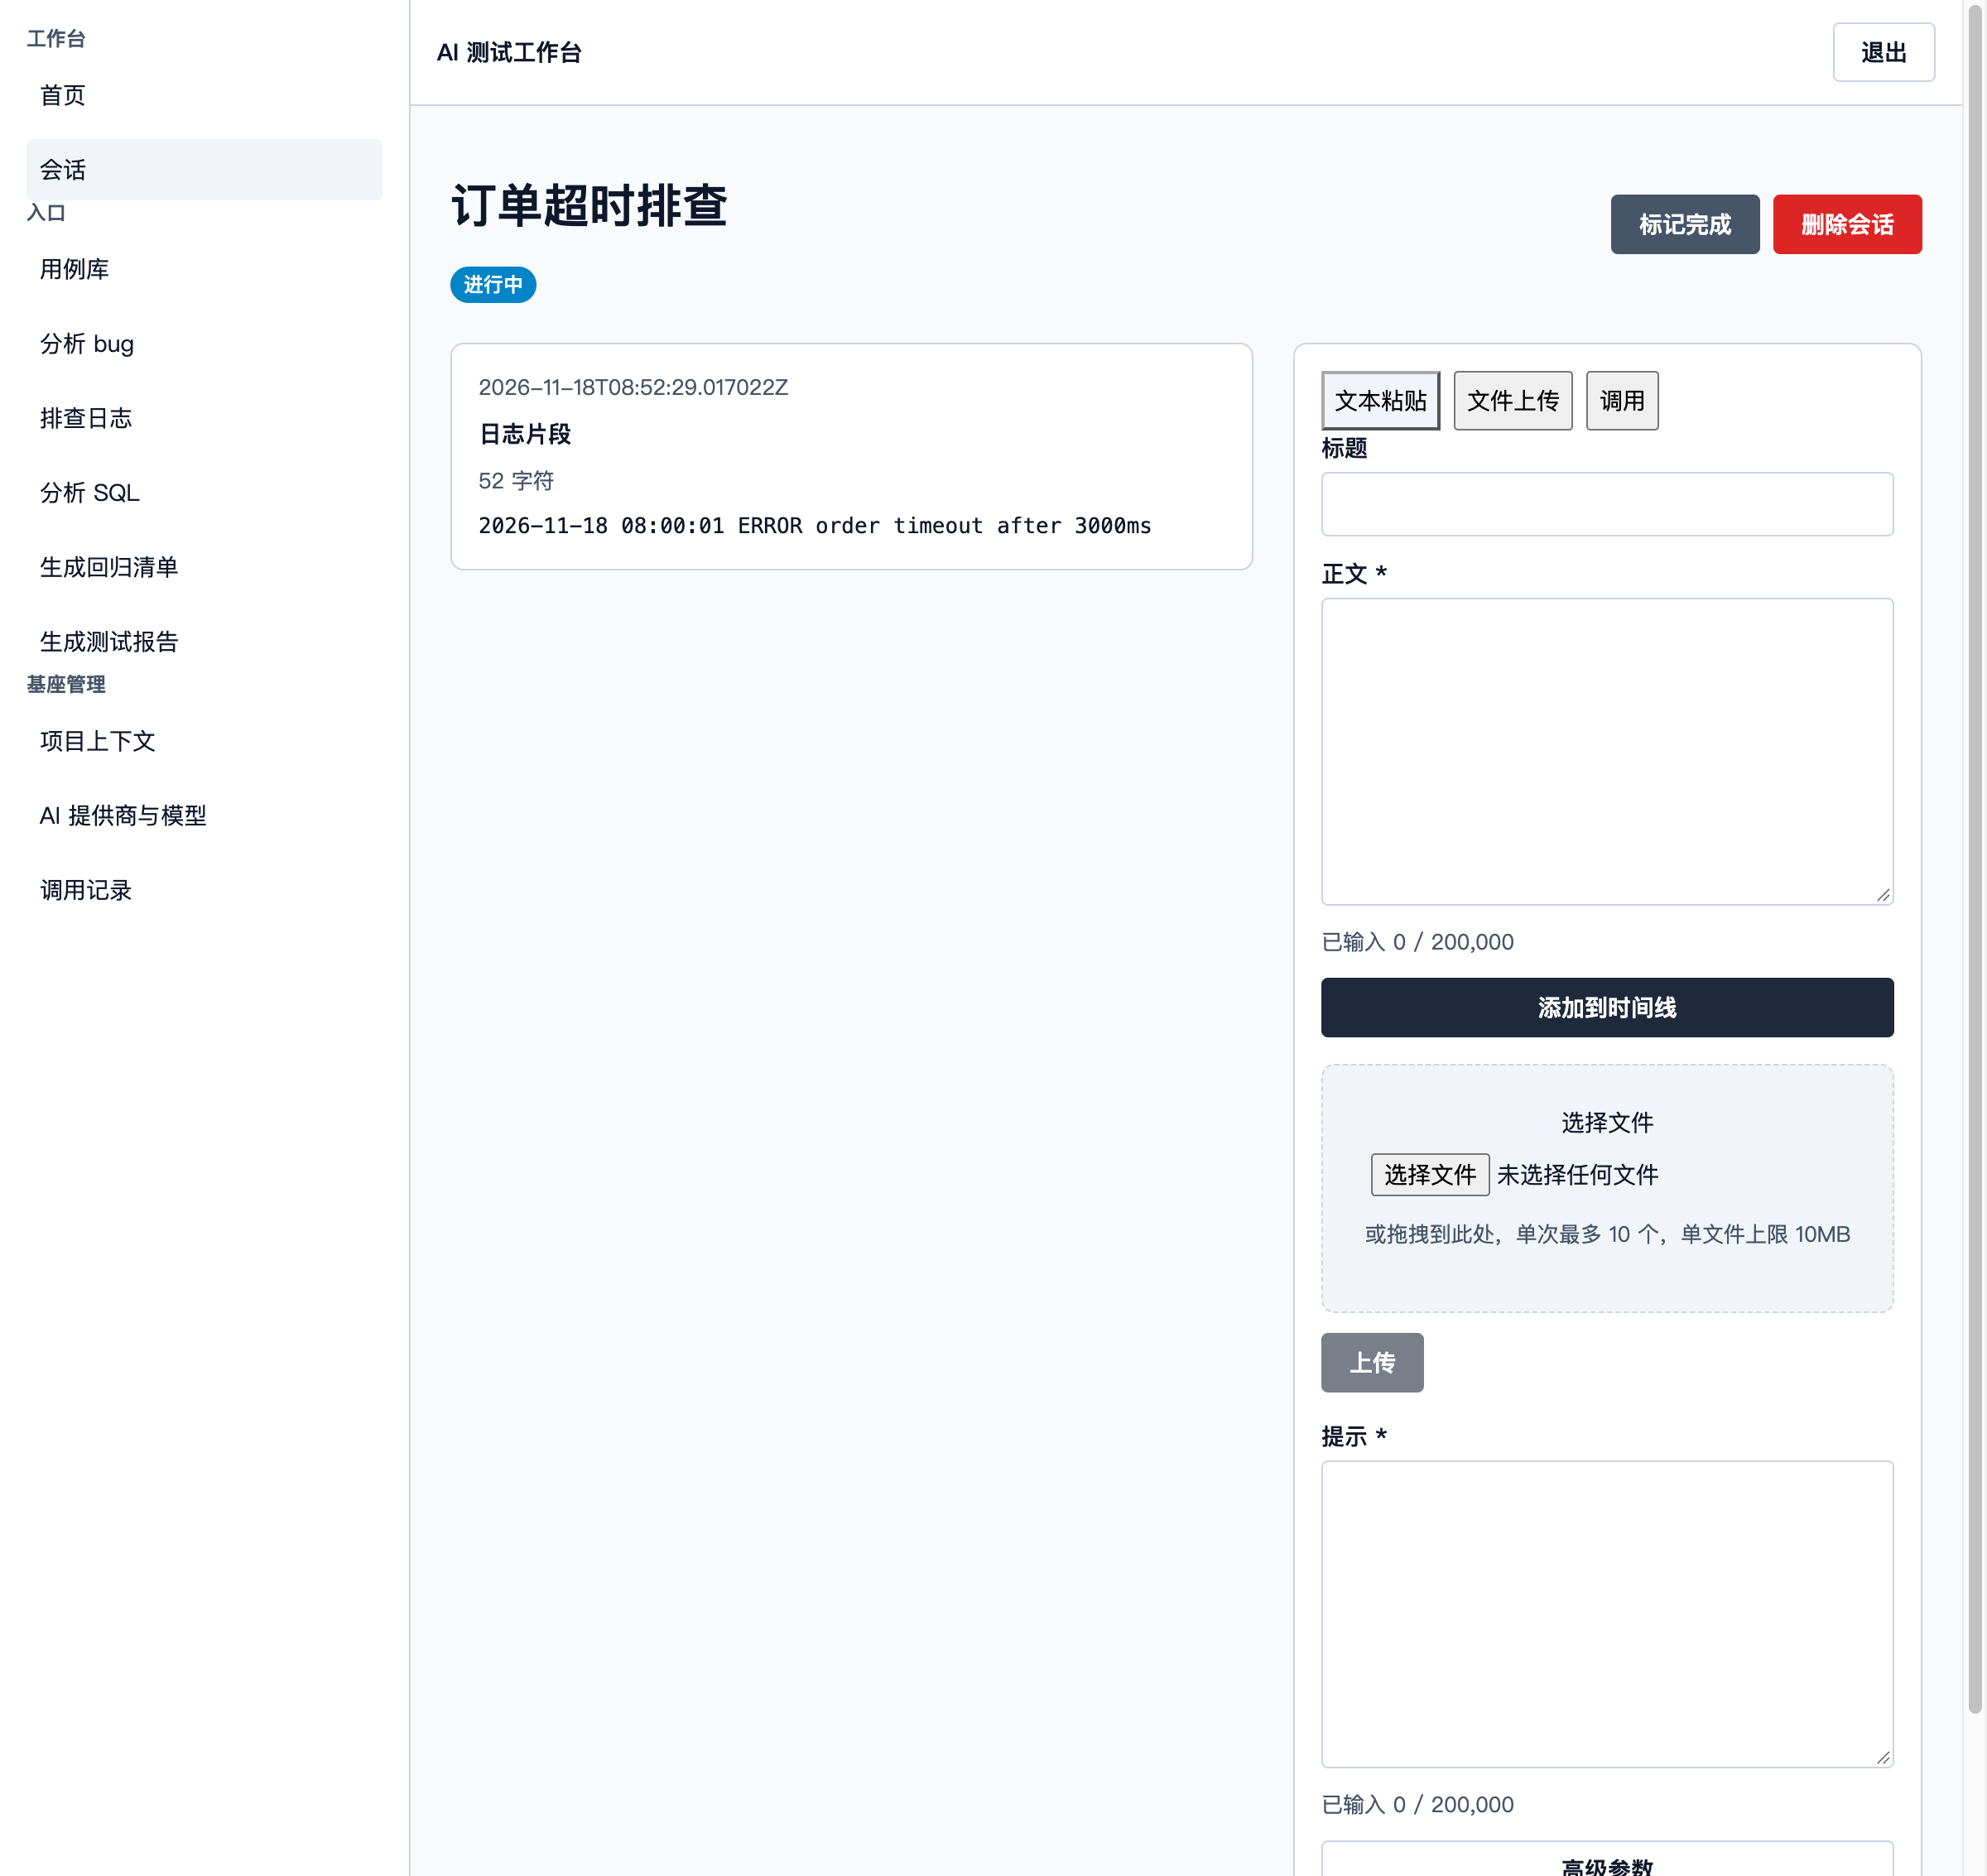 工作台
首页
会话
入口
用例库
分析 bug
排查日志
分析 SQL
生成回归清单
生成测试报告
基座管理
项目上下文
AI 提供商与模型
调用记录
AI 测试工作台
退出
订单超时排查
标记完成
删除会话
进行中
2026-11-18T08:52:29.017022Z
日志片段
52 字符
2026-11-18 08:00:01 ERROR order timeout after 3000ms
文本粘贴
文件上传
调用
标题
正文 *
已输入 0 / 200,000
添加到时间线
选择文件
选择文件 未选择任何文件
或拖拽到此处，单次最多 10 个，单文件上限 10MB
上传
提示 *
已输入 0 / 200,000
高级参数